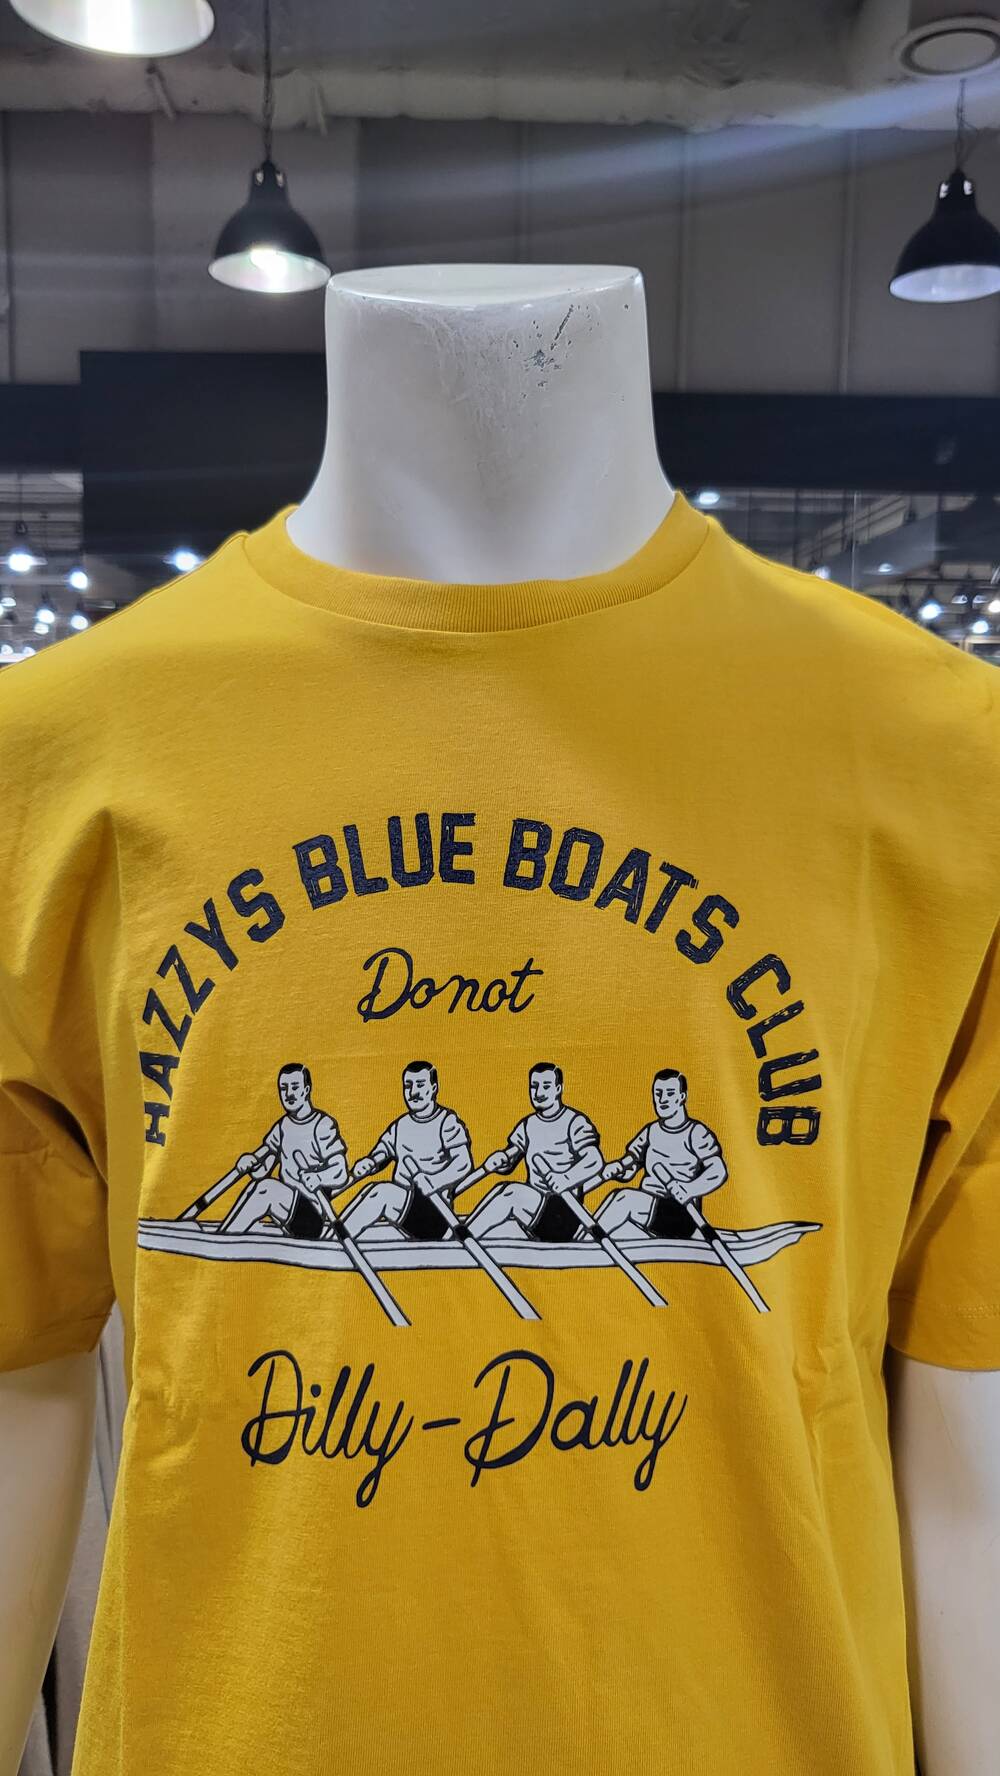 HAZZYS BLUE BOATS CLUB
Do not
Dilly-Dally